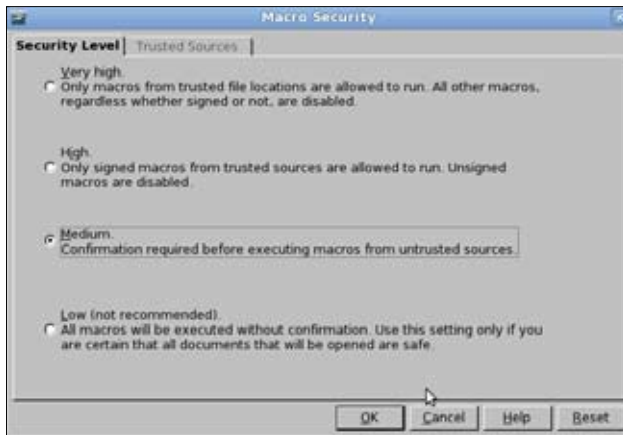 Macro Security
Security Level Trusted Sources
Very high.
Only macros from trusted file locations are allowed to run. All other macros,
regardless whether signed or not, are disabled.
High.
Only signed macros from trusted sources are allowed to run. Unsigned
macros are disabled.
Medium.
Confirmation required before executing macros from untrusted sources.
Low (not recommended).
All macros will be executed without confirmation. Use this setting only if you
are certain that all documents that will be opened are safe.
OK Cancel Help Reset